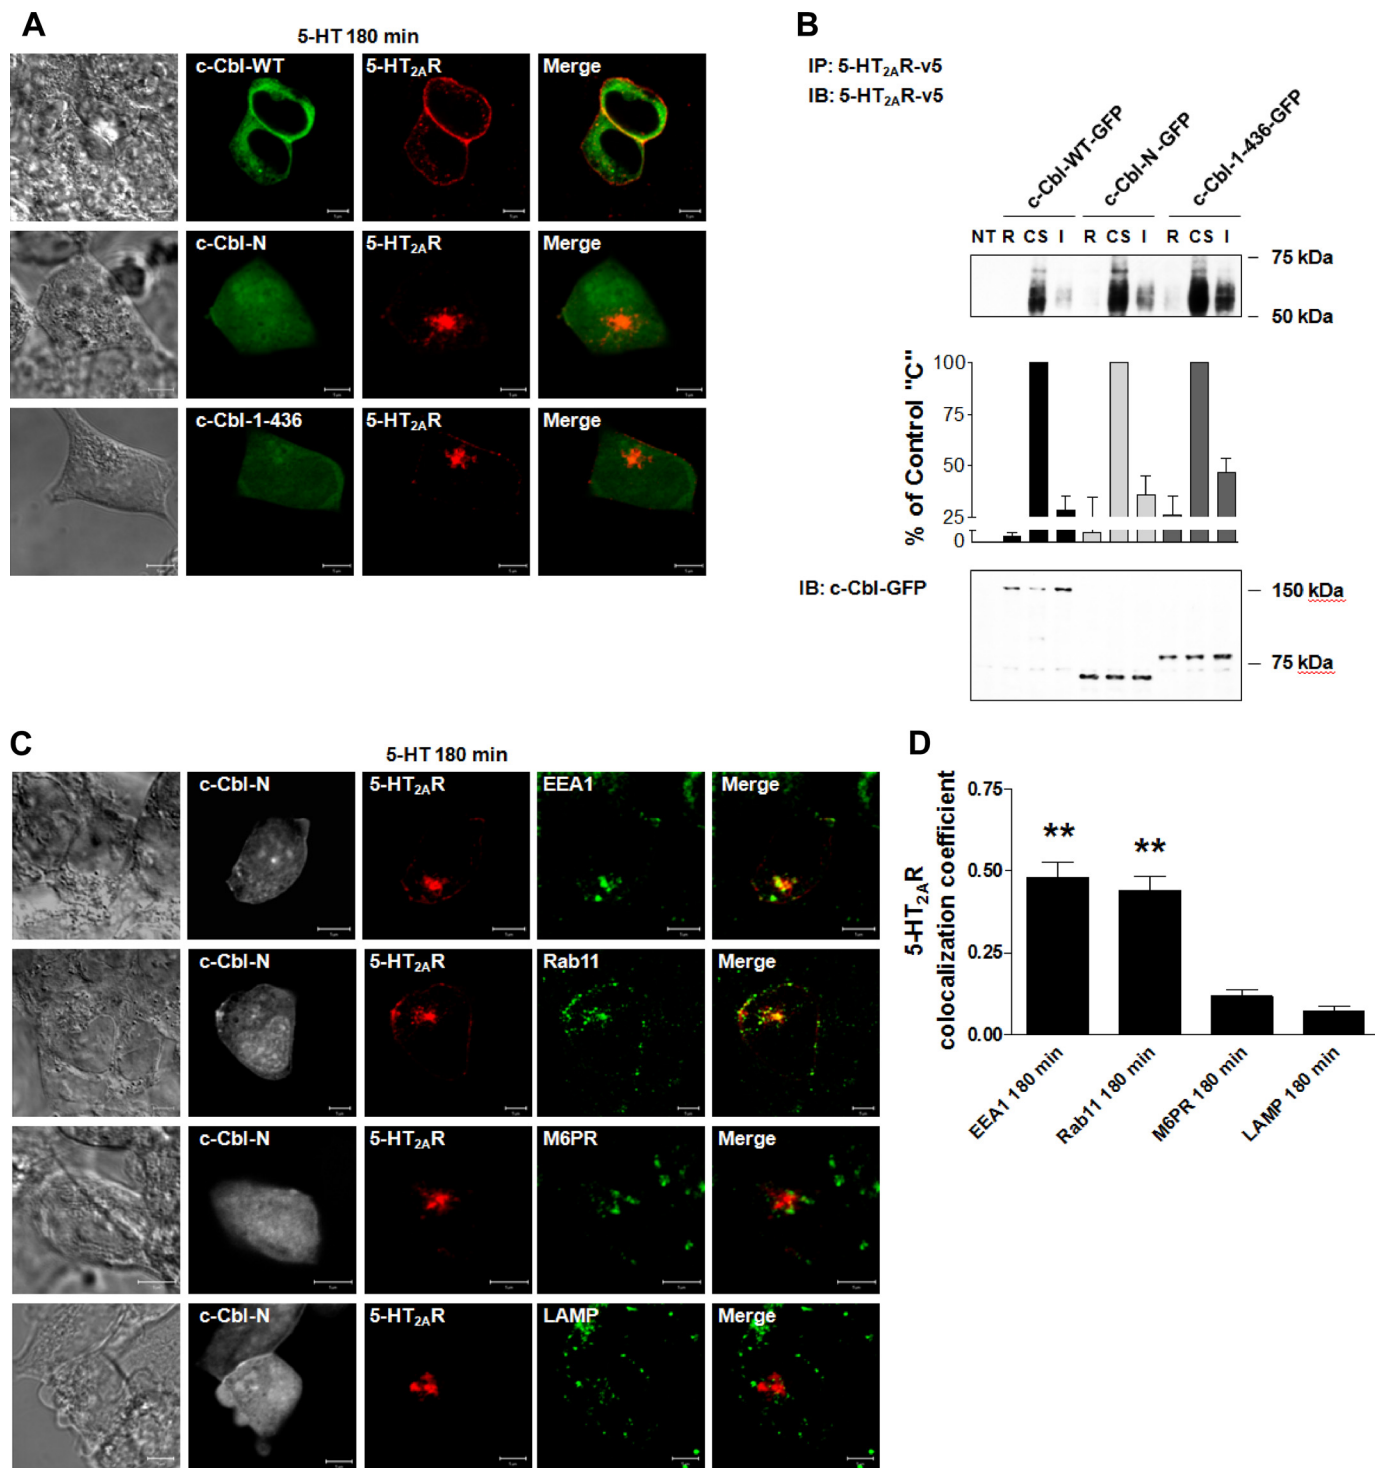 A
5-HT 180 min
c-Cbl-WT 5-HT2AR Merge
c-Cbl-N 5-HT2AR Merge
c-Cbl-1-436 5-HT2AR Merge
B
IP: 5-HT2AR-v5
IB: 5-HT2AR-v5
c-Cbl-WT-GFP c-Cbl-N-GFP c-Cbl-1-436-GFP
NT R CS I R CS I R CS I
75 kDa
50 kDa
% of Control "C"
100
75
50
25
0
IB: c-Cbl-GFP
150 kDa
75 kDa
C
5-HT 180 min
c-Cbl-N 5-HT2AR EEA1 Merge
c-Cbl-N 5-HT2AR Rab11 Merge
c-Cbl-N 5-HT2AR M6PR Merge
c-Cbl-N 5-HT2AR LAMP Merge
D
5-HT2AR
colocalization coefficient
0.75
0.50
0.25
0.00
** **
EEA1 180 min
Rab11 180 min
M6PR 180 min
LAMP 180 min